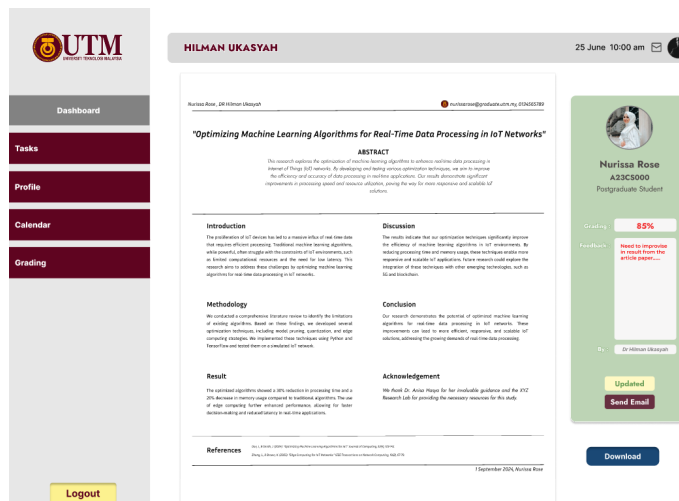 UTM
UNIVERSITI TEKNOLOGI MALAYSIA
HILMAN UKASYAH
25 June 10:00 am
Dashboard
Tasks
Profile
Calendar
Grading
Logout
Nurissa Rose , DR Hilman Ukasyah
nurissarose@graduate.utm.my, 0134565789
"Optimizing Machine Learning Algorithms for Real-Time Data Processing in IoT Networks"
ABSTRACT
This research explores the optimization of machine learning algorithms to enhance real-time data processing in
Internet of Things (IoT) networks. By developing and testing various optimization techniques, we aim to improve
the efficiency and accuracy of data processing in real-time applications. Our results demonstrate significant
improvements in processing speed and resource utilization, paving the way for more responsive and scalable IoT
solutions.
Introduction
The proliferation of IoT devices has led to a massive influx of real-time data
that requires efficient processing. Traditional machine learning algorithms,
while powerful, often struggle with the constraints of IoT environments, such
as limited computational resources and the need for low latency. This
research aims to address these challenges by optimizing machine learning
algorithms for real-time data processing in IoT networks.
Methodology
We conducted a comprehensive literature review to identify the limitations
of existing algorithms. Based on these findings, we developed several
optimization techniques, including model pruning, quantization, and edge
computing strategies. We implemented these techniques using Python and
TensorFlow and tested them on a simulated IoT network.
Result
The optimized algorithms showed a 30% reduction in processing time and a
20% decrease in memory usage compared to traditional algorithms. The use
of edge computing further enhanced performance, allowing for faster
decision-making and reduced latency in real-time applications.
Discussion
The results indicate that our optimization techniques significantly improve
the efficiency of machine learning algorithms in IoT environments. By
reducing processing time and memory usage, these techniques enable more
responsive and scalable IoT applications. Future research could explore the
integration of these techniques with other emerging technologies, such as
5G and blockchain.
Conclusion
Our research demonstrates the potential of optimized machine learning
algorithms for real-time data processing in IoT networks. These
improvements can lead to more efficient, responsive, and scalable IoT
solutions, addressing the growing demands of real-time data processing.
Acknowledgement
We thank Dr. Anisa Hasya for her invaluable guidance and the XYZ
Research Lab for providing the necessary resources for this study.
References
1 September 2024, Nurissa Rose
Nurissa Rose
A23CS000
Postgraduate Student
Grading
85%
Feedback
Need to improvise
in result from the
article paper.....
By
Dr Hilman Ukasyah
Updated
Send Email
Download